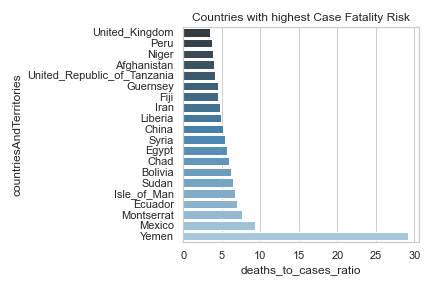 Countries with highest Case Fatality Risk
countriesAndTerritories
United_Kingdom
Peru
Niger
Afghanistan
United_Republic_of_Tanzania
Guernsey
Fiji
Iran
Liberia
China
Syria
Egypt
Chad
Bolivia
Sudan
Isle_of_Man
Ecuador
Montserrat
Mexico
Yemen
0 5 10 15 20 25 30
deaths_to_cases_ratio